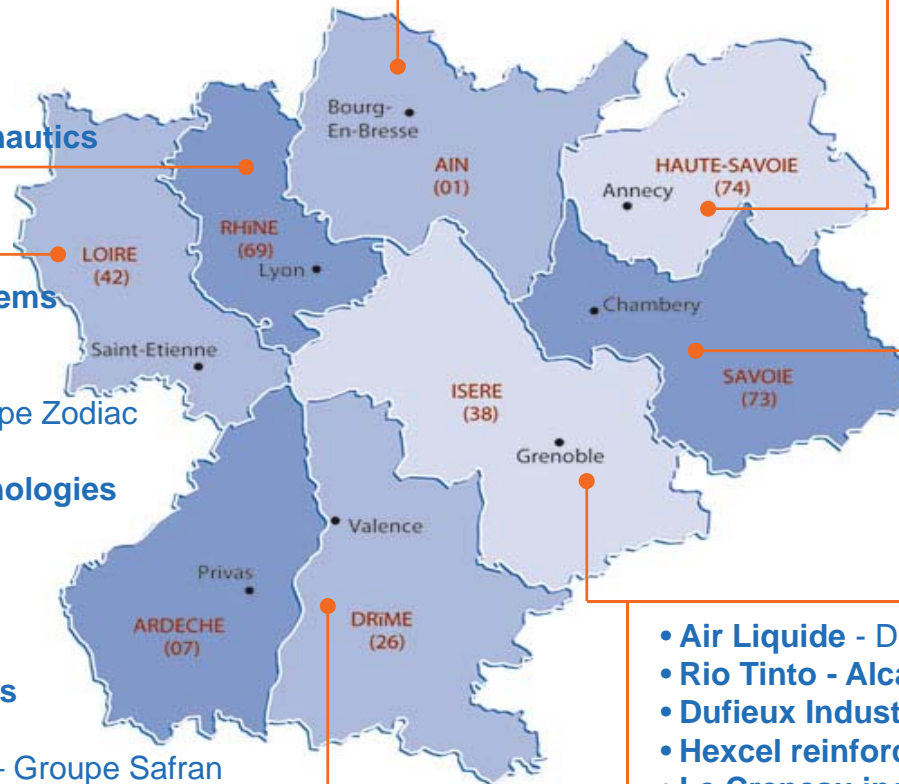 Bourg-
En-Bresse
AIN
(01)
HAUTE-SAVOIE
(74)
Annecy
nautics
RHïNE
(69)
Lyon
LOIRE
(42)
ems
Saint-Etienne
Chambery
SAVOIE
(73)
ISERE
(38)
Grenoble
pe Zodiac
nologies
Valence
Privas
ARDECHE
(07)
DRïME
(26)
s
- Groupe Safran
• Air Liquide - D
• Rio Tinto - Alca
• Dufieux Indust
• Hexcel reinforc